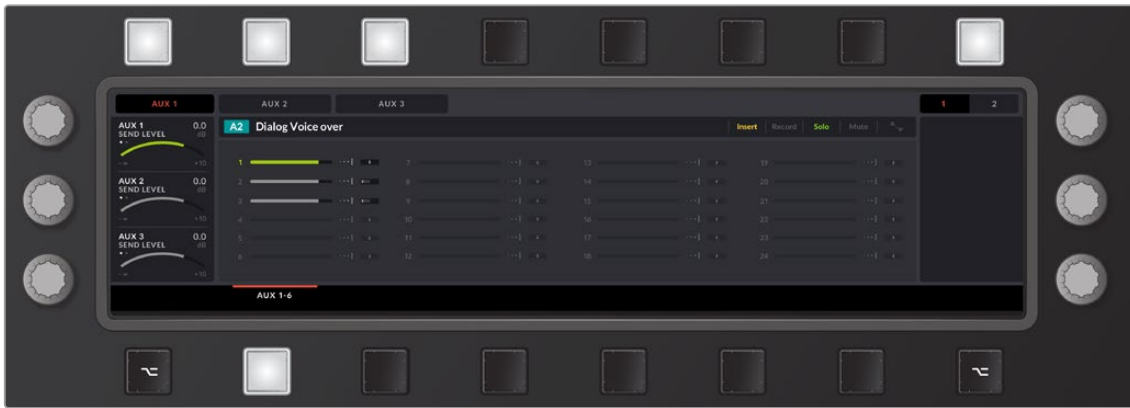 AUX 1 AUX 2 AUX 3 1 2
AUX 1 0.0
SEND LEVEL dB
-∞ +10
AUX 2 0.0
SEND LEVEL dB
-∞ +10
AUX 3 0.0
SEND LEVEL dB
-∞ +10
A2 Dialog Voice over Insert Record Solo Mute
1 7 13 19
2 8 14 20
3 9 15 21
4 10 16 22
5 11 17 23
6 12 18 24
AUX 1-6